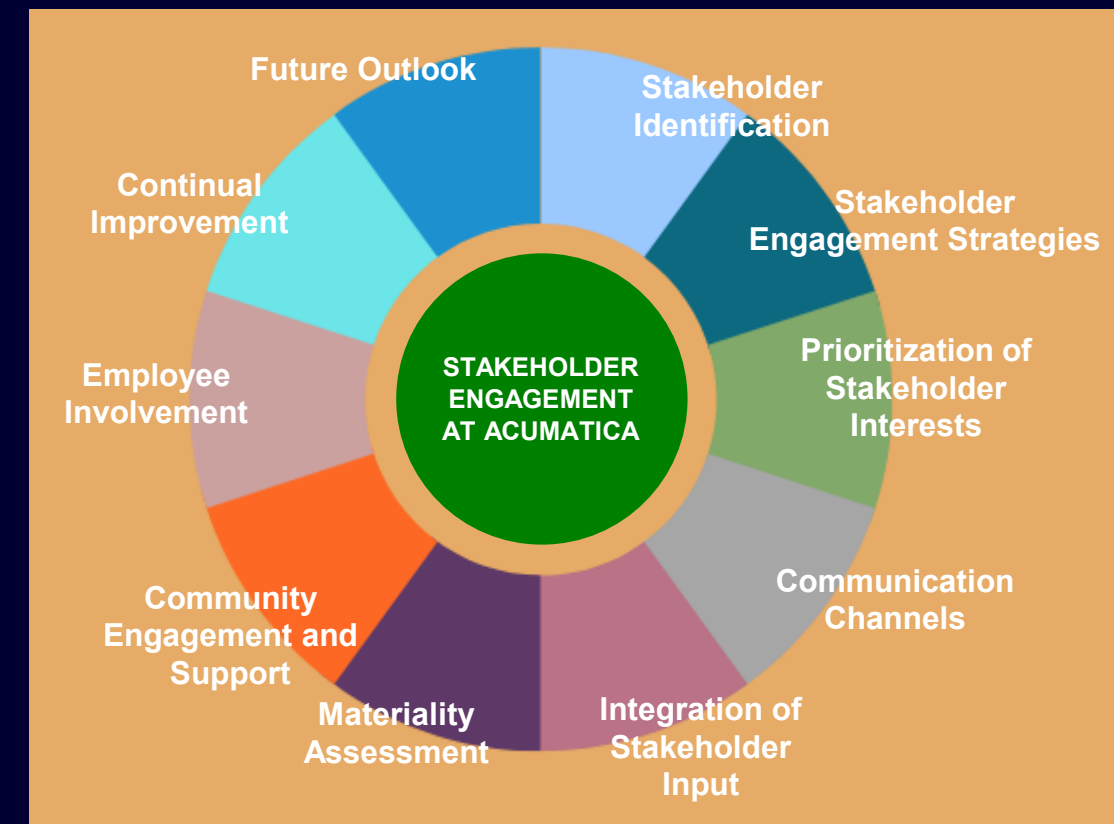 Future Outlook
Stakeholder
Identification
Stakeholder
Engagement Strategies
Prioritization of
Stakeholder
Interests
Communication
Channels
Integration of
Stakeholder
Input
Materiality
Assessment
Community
Engagement and
Support
Employee
Involvement
Continual
Improvement
STAKEHOLDER
ENGAGEMENT
AT ACUMATICA